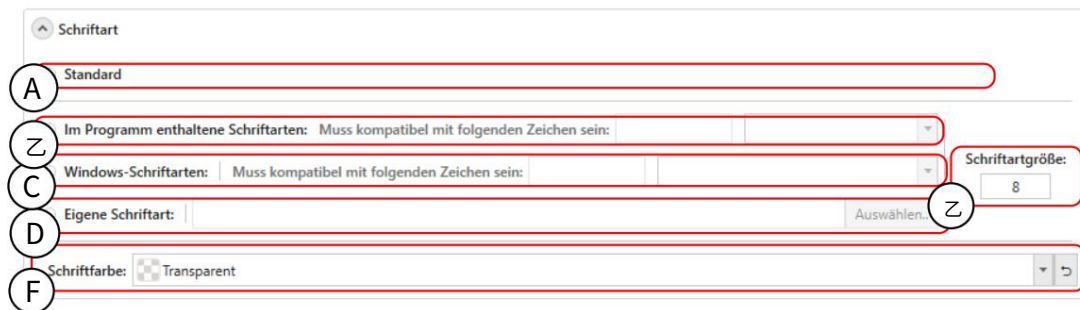 Schriftart
A Standard
乙 Im Programm enthaltene Schriftarten: Muss kompatibel mit folgenden Zeichen sein:
C Windows-Schriftarten: Muss kompatibel mit folgenden Zeichen sein:
Schriftartgröße:
8
D Eigene Schriftart: Auswählen.. 乙
F Schriftfarbe: Transparent